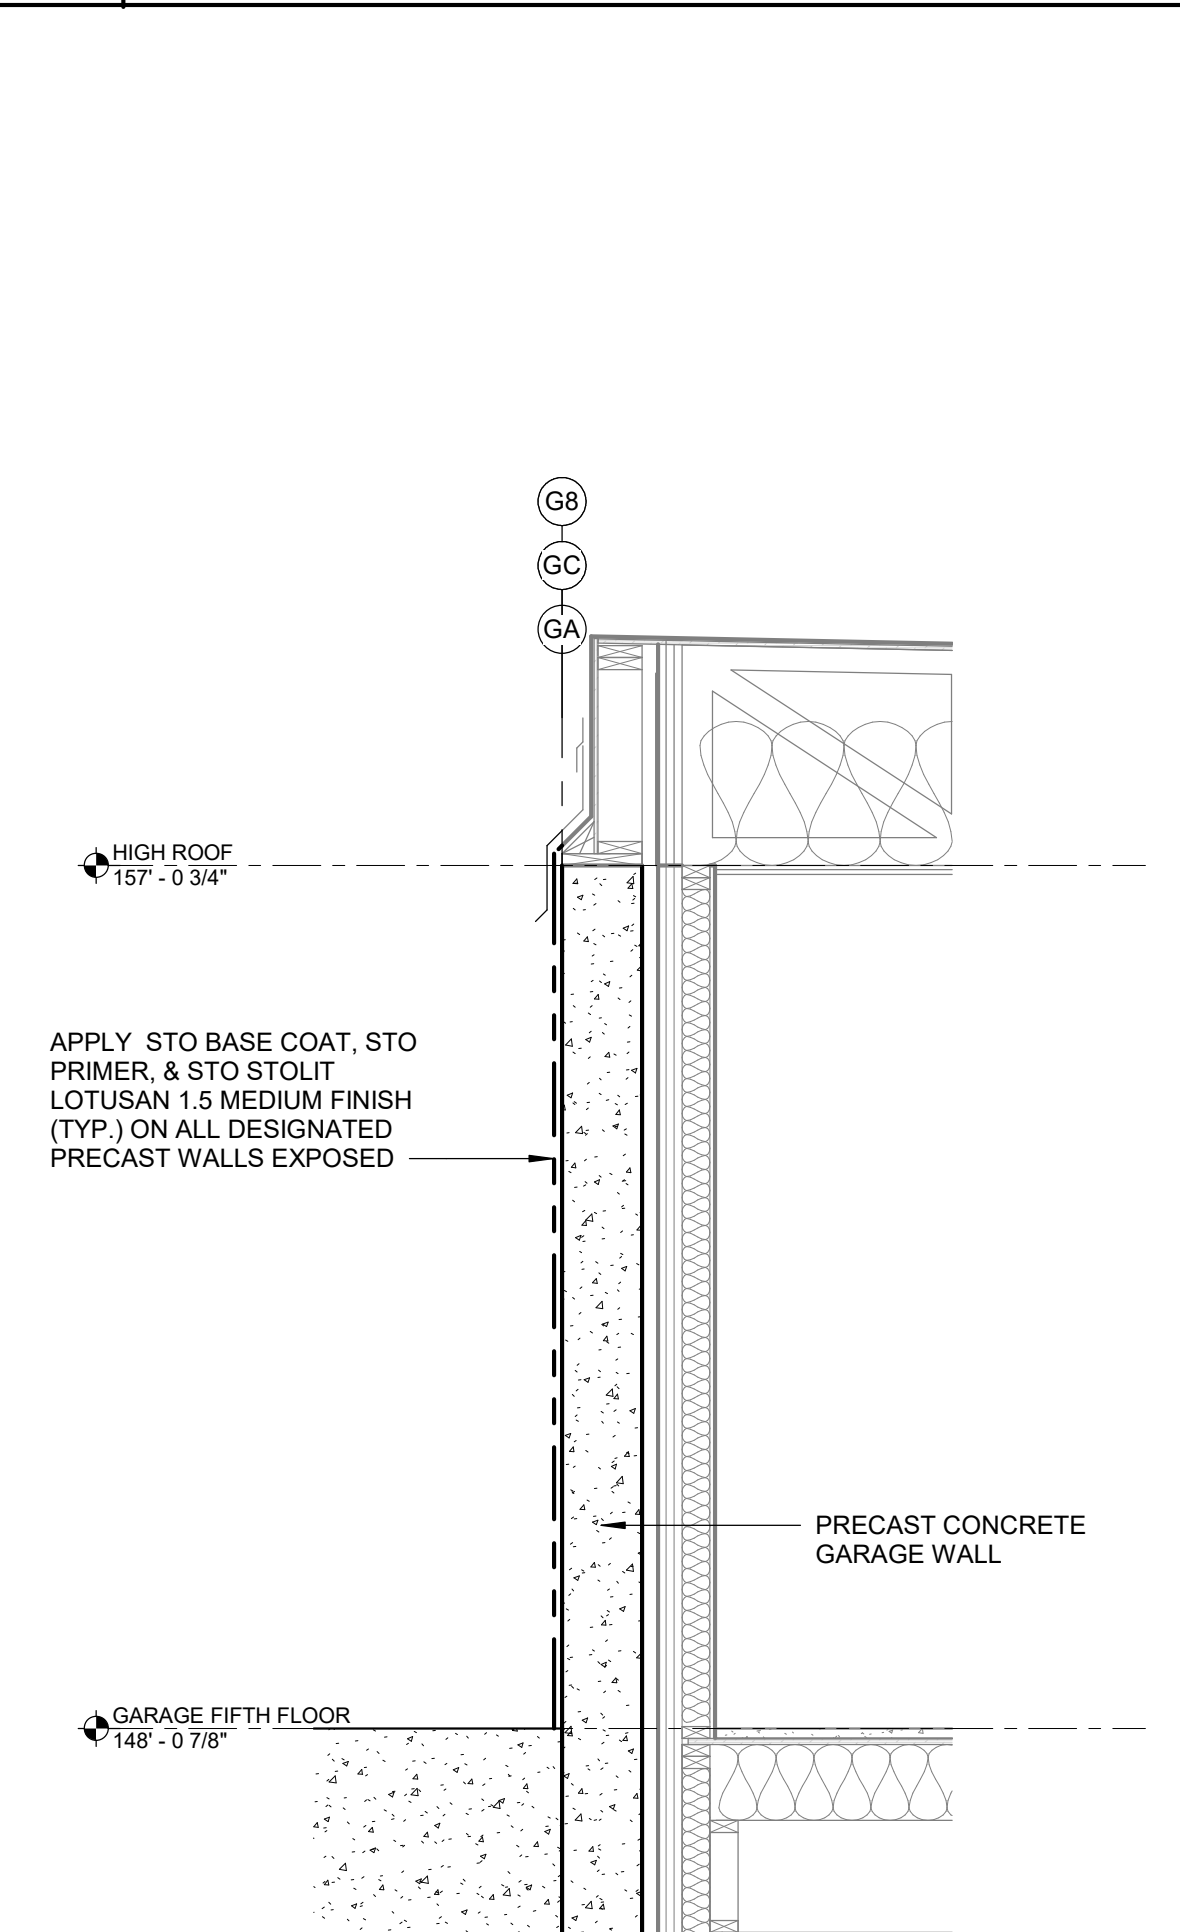 G8
GC
GA
HIGH ROOF
157' - 0 3/4"
APPLY STO BASE COAT, STO
PRIMER, & STO STOLIT
LOTUSAN 1.5 MEDIUM FINISH
(TYP.) ON ALL DESIGNATED
PRECAST WALLS EXPOSED
PRECAST CONCRETE
GARAGE WALL
GARAGE FIFTH FLOOR
148' - 0 7/8"